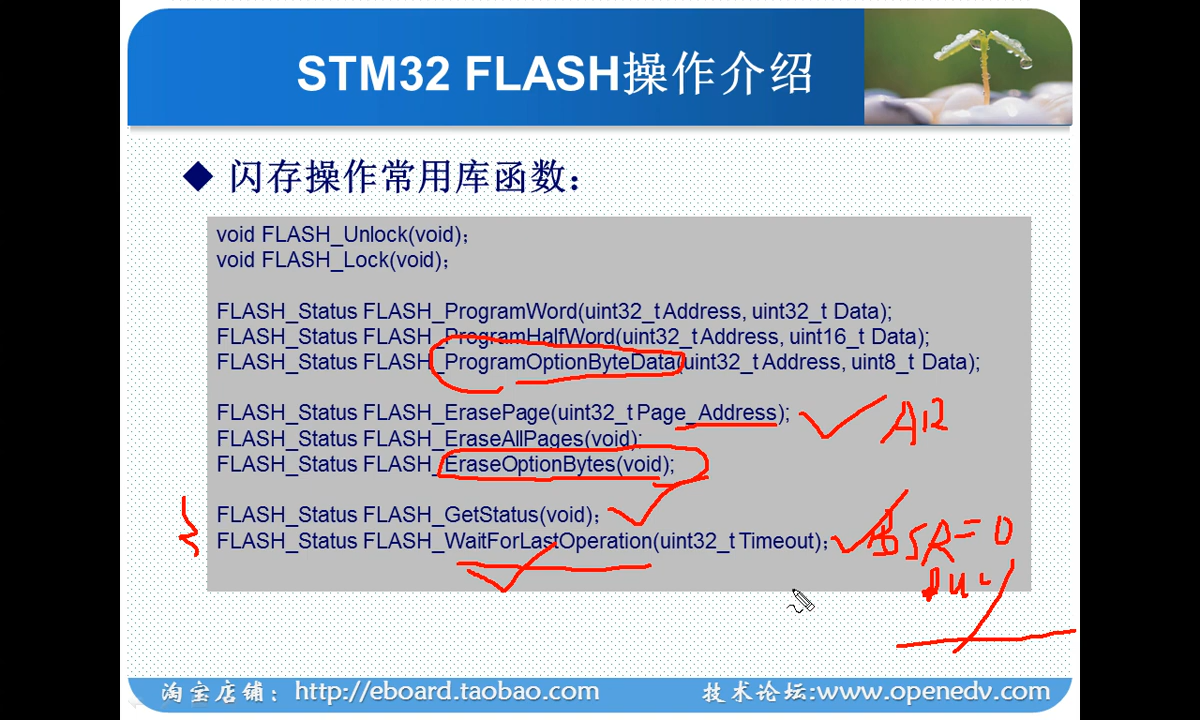 STM32 FLASH操作介绍
◆ 闪存操作常用库函数：
void FLASH_Unlock(void);
void FLASH_Lock(void);
FLASH_Status FLASH_ProgramWord(uint32_t Address, uint32_t Data);
FLASH_Status FLASH_ProgramHalfWord(uint32_t Address, uint16_t Data);
FLASH_Status FLASH_ProgramOptionByteData(uint32_t Address, uint8_t Data);
FLASH_Status FLASH_ErasePage(uint32_t Page_Address);
FLASH_Status FLASH_EraseAllPages(void);
FLASH_Status FLASH_EraseOptionBytes(void);
FLASH_Status FLASH_GetStatus(void);
FLASH_Status FLASH_WaitForLastOperation(uint32_t Timeout);
淘宝店铺：http://eboard.taobao.com
技术论坛:www.openedv.com